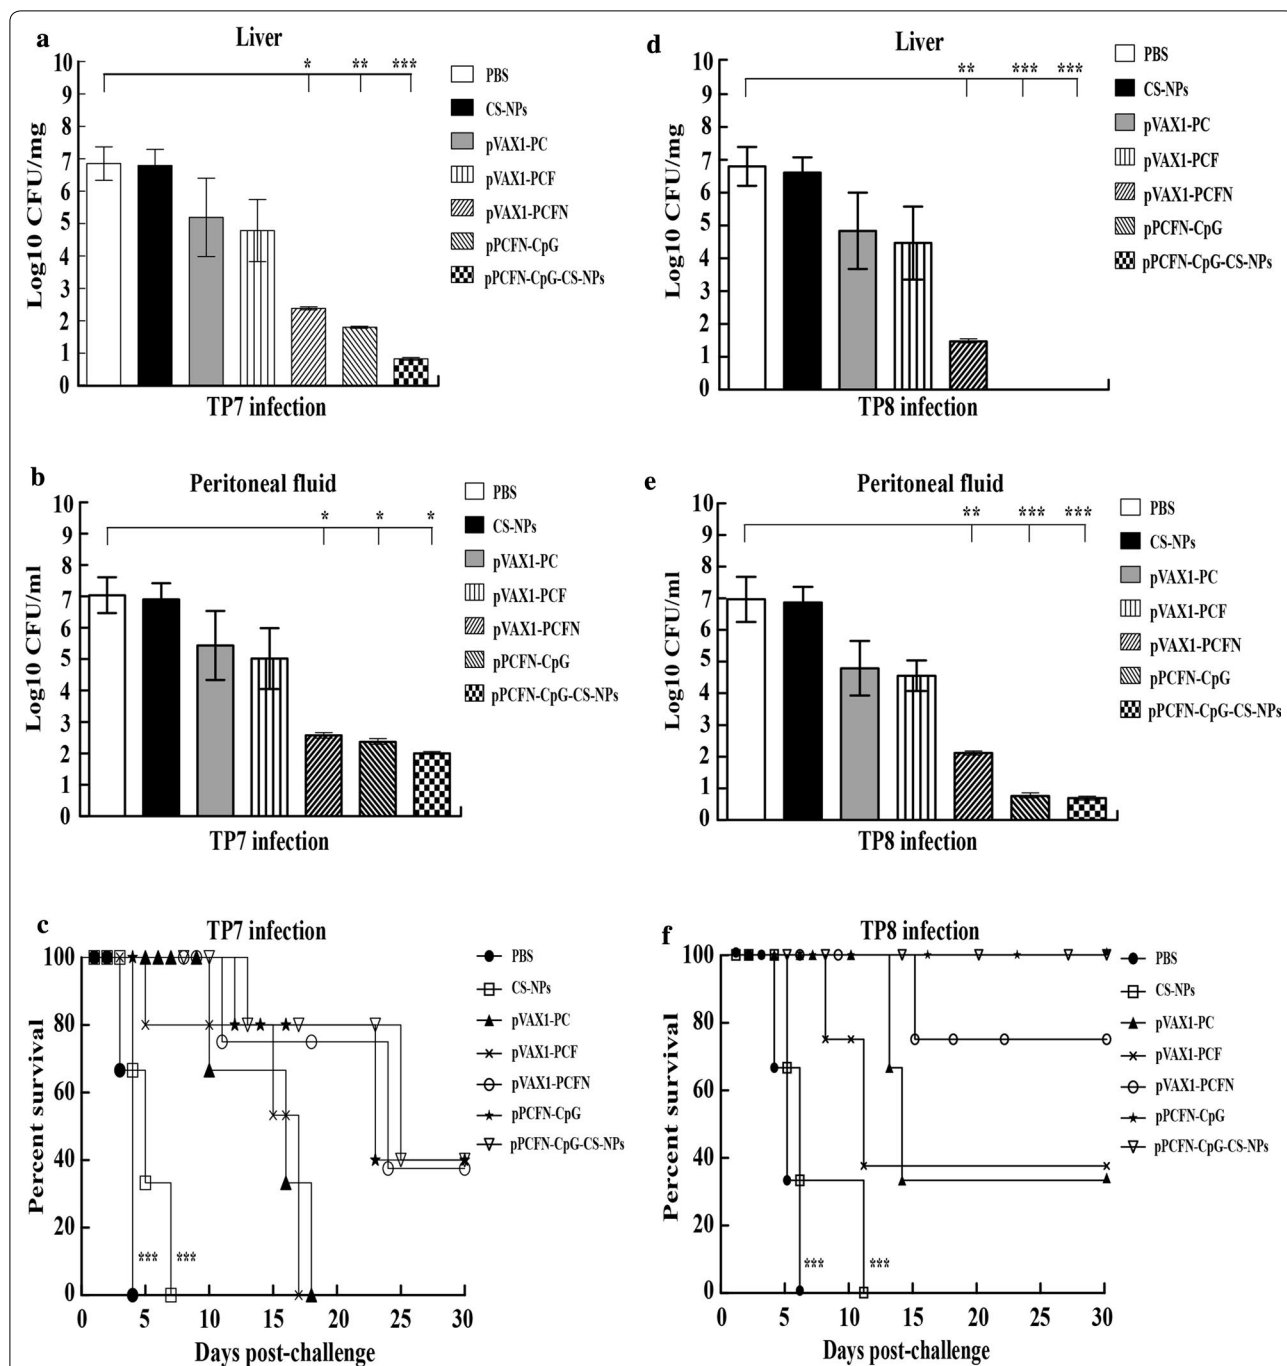 a
Liver
Log10 CFU/mg
10
9
8
7
6
5
4
3
2
1
0
* ** ***
TP7 infection
PBS
CS-NPs
pVAX1-PC
pVAX1-PCF
pVAX1-PCFN
pPCFN-CpG
pPCFN-CpG-CS-NPs
d
Liver
Log10 CFU/mg
10
9
8
7
6
5
4
3
2
1
0
** *** ***
TP8 infection
PBS
CS-NPs
pVAX1-PC
pVAX1-PCF
pVAX1-PCFN
pPCFN-CpG
pPCFN-CpG-CS-NPs
b
Peritoneal fluid
Log10 CFU/ml
10
9
8
7
6
5
4
3
2
1
0
* * *
TP7 infection
PBS
CS-NPs
pVAX1-PC
pVAX1-PCF
pVAX1-PCFN
pPCFN-CpG
pPCFN-CpG-CS-NPs
e
Peritoneal fluid
Log10 CFU/ml
10
9
8
7
6
5
4
3
2
1
0
** *** ***
TP8 infection
PBS
CS-NPs
pVAX1-PC
pVAX1-PCF
pVAX1-PCFN
pPCFN-CpG
pPCFN-CpG-CS-NPs
c
TP7 infection
Percent survival
100
80
60
40
20
0
*** ***
0 5 10 15 20 25 30
Days post-challenge
PBS
CS-NPs
pVAX1-PC
pVAX1-PCF
pVAX1-PCFN
pPCFN-CpG
pPCFN-CpG-CS-NPs
f
TP8 infection
Percent survival
100
80
60
40
20
0
*** ***
0 5 10 15 20 25 30
Days post-challenge
PBS
CS-NPs
pVAX1-PC
pVAX1-PCF
pVAX1-PCFN
pPCFN-CpG
pPCFN-CpG-CS-NPs